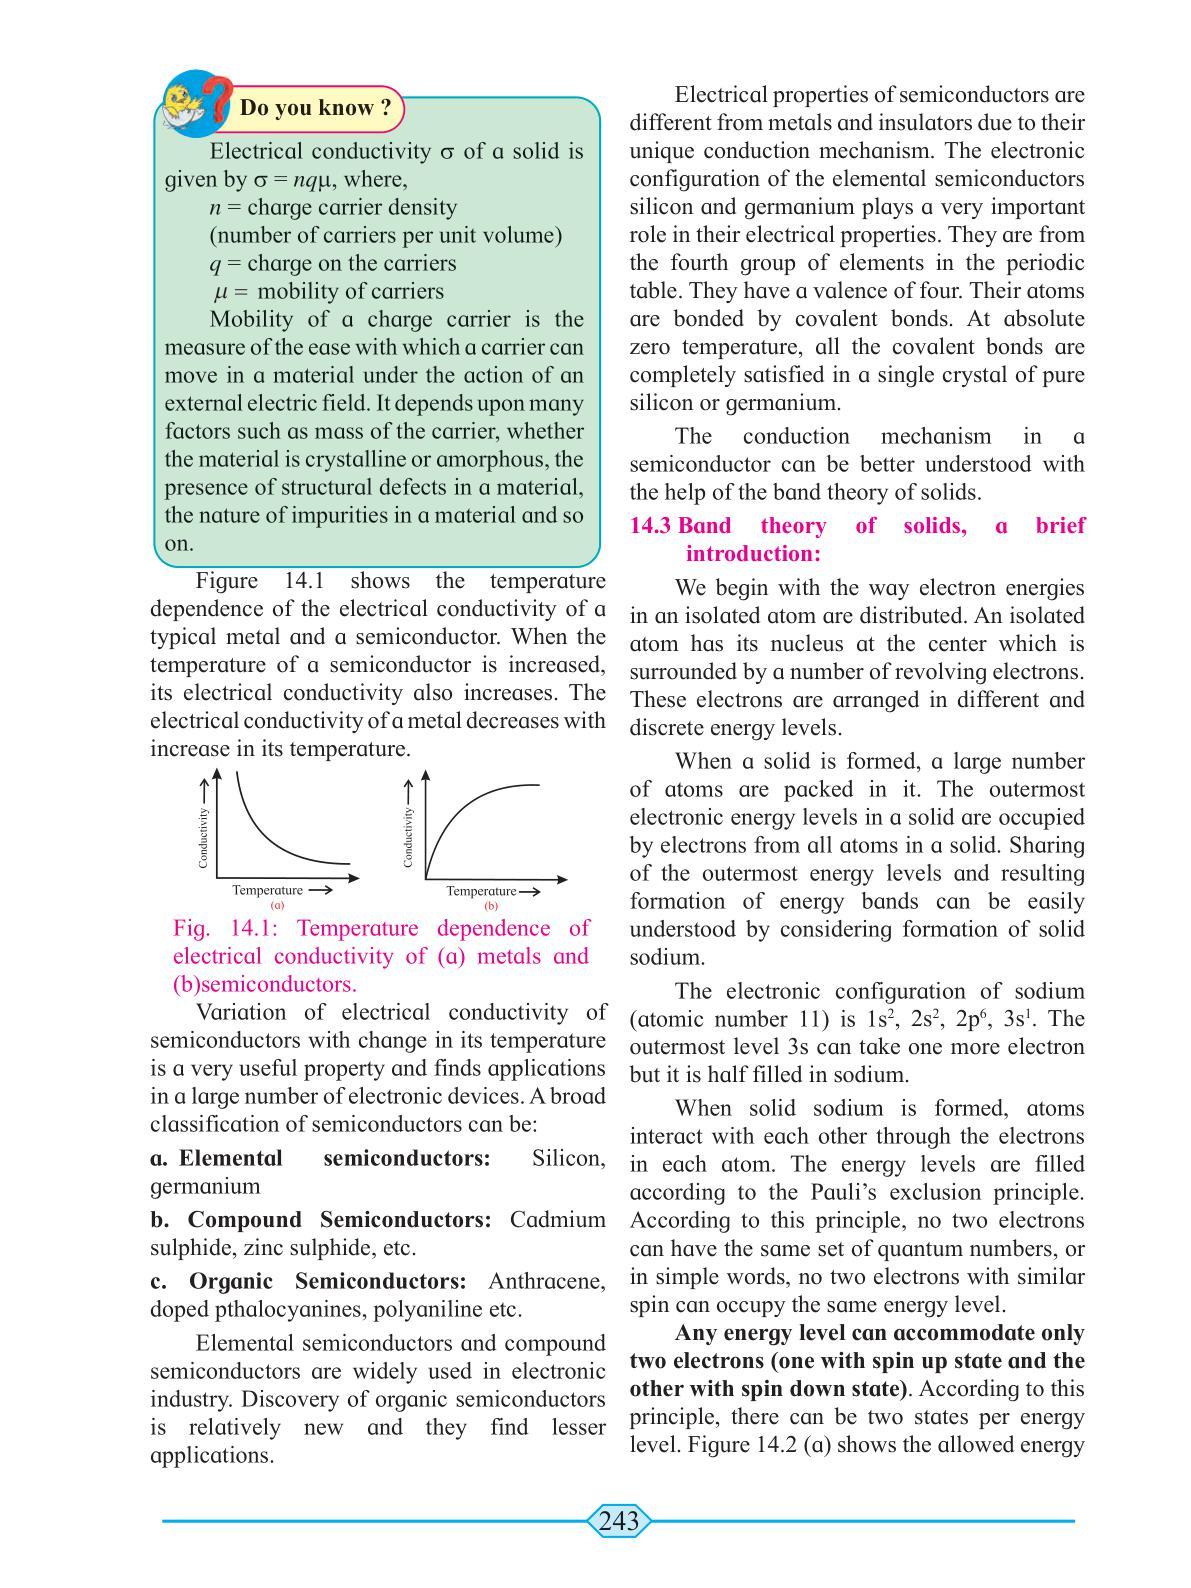 Do you know ?
Electrical conductivity σ of a solid is
given by σ = nqμ, where,
n = charge carrier density
(number of carriers per unit volume)
q = charge on the carriers
μ = mobility of carriers
Mobility of a charge carrier is the
measure of the ease with which a carrier can
move in a material under the action of an
external electric field. It depends upon many
factors such as mass of the carrier, whether
the material is crystalline or amorphous, the
presence of structural defects in a material,
the nature of impurities in a material and so
on.
Figure 14.1 shows the temperature
dependence of the electrical conductivity of a
typical metal and a semiconductor. When the
temperature of a semiconductor is increased,
its electrical conductivity also increases. The
electrical conductivity of a metal decreases with
increase in its temperature.
Conductivity
Temperature
(a)
Conductivity
Temperature
(b)
Fig. 14.1: Temperature dependence of
electrical conductivity of (a) metals and
(b)semiconductors.
Variation of electrical conductivity of
semiconductors with change in its temperature
is a very useful property and finds applications
in a large number of electronic devices. A broad
classification of semiconductors can be:
a. Elemental semiconductors: Silicon,
germanium
b. Compound Semiconductors: Cadmium
sulphide, zinc sulphide, etc.
c. Organic Semiconductors: Anthracene,
doped pthalocyanines, polyaniline etc.
Elemental semiconductors and compound
semiconductors are widely used in electronic
industry. Discovery of organic semiconductors
is relatively new and they find lesser
applications.
Electrical properties of semiconductors are
different from metals and insulators due to their
unique conduction mechanism. The electronic
configuration of the elemental semiconductors
silicon and germanium plays a very important
role in their electrical properties. They are from
the fourth group of elements in the periodic
table. They have a valence of four. Their atoms
are bonded by covalent bonds. At absolute
zero temperature, all the covalent bonds are
completely satisfied in a single crystal of pure
silicon or germanium.
The conduction mechanism in a
semiconductor can be better understood with
the help of the band theory of solids.
14.3 Band theory of solids, a brief
introduction:
We begin with the way electron energies
in an isolated atom are distributed. An isolated
atom has its nucleus at the center which is
surrounded by a number of revolving electrons.
These electrons are arranged in different and
discrete energy levels.
When a solid is formed, a large number
of atoms are packed in it. The outermost
electronic energy levels in a solid are occupied
by electrons from all atoms in a solid. Sharing
of the outermost energy levels and resulting
formation of energy bands can be easily
understood by considering formation of solid
sodium.
The electronic configuration of sodium
(atomic number 11) is 1s², 2s², 2p⁶, 3s¹. The
outermost level 3s can take one more electron
but it is half filled in sodium.
When solid sodium is formed, atoms
interact with each other through the electrons
in each atom. The energy levels are filled
according to the Pauli’s exclusion principle.
According to this principle, no two electrons
can have the same set of quantum numbers, or
in simple words, no two electrons with similar
spin can occupy the same energy level.
Any energy level can accommodate only
two electrons (one with spin up state and the
other with spin down state). According to this
principle, there can be two states per energy
level. Figure 14.2 (a) shows the allowed energy
243